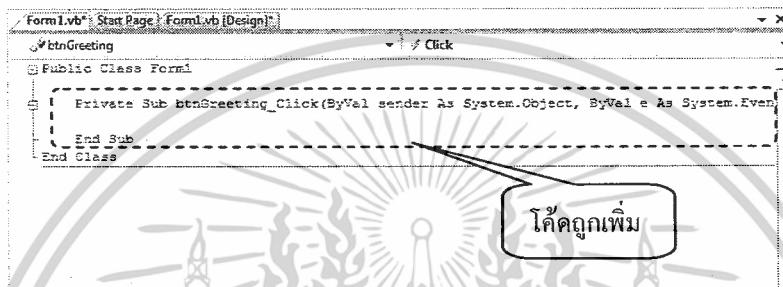 Form1.vb* Start Page Form1.vb [Design]*
btnGreeting Click
Public Class Form1
Private Sub btnGreeting_Click(ByVal sender As System.Object, ByVal e As System.Even
End Sub
End Class
โค้ดถูกเพิ่ม